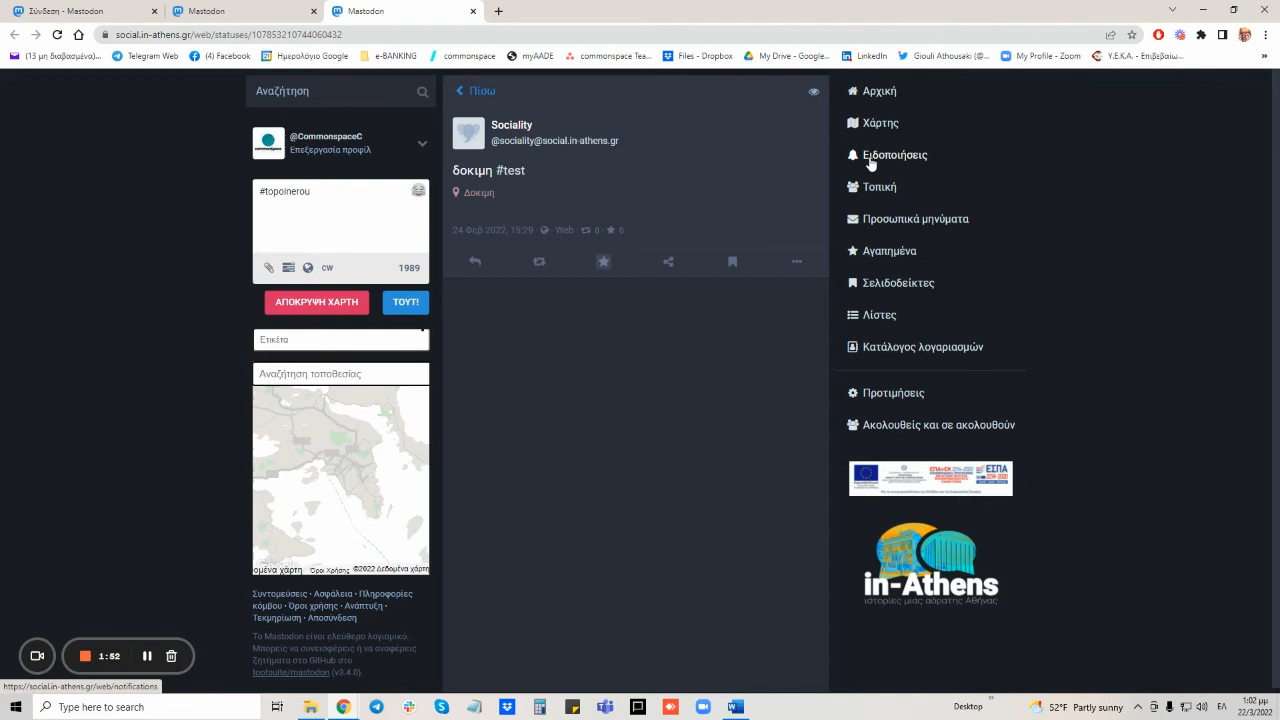 Σύνδεση - Mastodon
Mastodon
Mastodon
social.in-athens.gr/web/statuses/107853210744060432
(13 μη διαβασμένα)...
Telegram Web
(4) Facebook
Ημερολόγιο Google
e-BANKING
commonspace
myAADE
commonspace Tea...
Files - Dropbox
My Drive - Google...
LinkedIn
Giouli Athousaki (@...
My Profile - Zoom
Υ.Ε.ΚΑ. - Επιβεβαίω...
Αναζήτηση
@CommonspaceC
Επεξεργασία προφίλ
#topoinerou
CW
1989
ΑΠΟΚΡΥΨΗ ΧΑΡΤΗ
ΤΟΥΤ!
Ετικέτα
Αναζήτηση τοποθεσίας
ομένα χάρτη
Όροι Χρήσης
©2022 Δεδομένα χάρτη
Συντομεύσεις · Ασφάλεια · Πληροφορίες
κόμβου · Όροι χρήσης · Ανάπτυξη ·
Τεκμηρίωση · Αποσύνδεση
Το Mastodon είναι ελεύθερο λογισμικό.
Μπορείς να συνεισφέρεις ή να αναφέρεις
ζητήματα στο GitHub στο
tootsuite/mastodon (v3.4.0).
Πίσω
Sociality
@sociality@social.in-athens.gr
δοκιμη #test
Δοκιμη
24 Φεβ 2022, 15:29 · Web · 0 · 0
Αρχική
Χάρτης
Ειδοποιήσεις
Τοπική
Προσωπικά μηνύματα
Αγαπημένα
Σελιδοδείκτες
Λίστες
Κατάλογος λογαριασμών
Προτιμήσεις
Ακολουθείς και σε ακολουθούν
ΕΣΠΑ
2014-2020
in-Athens
ιστορίες μιας αόρατης Αθήνας
1:52
https://social.in-athens.gr/web/notifications
Type here to search
Desktop
52°F Partly sunny
ΕΛ
1:02 μμ
22/3/2022